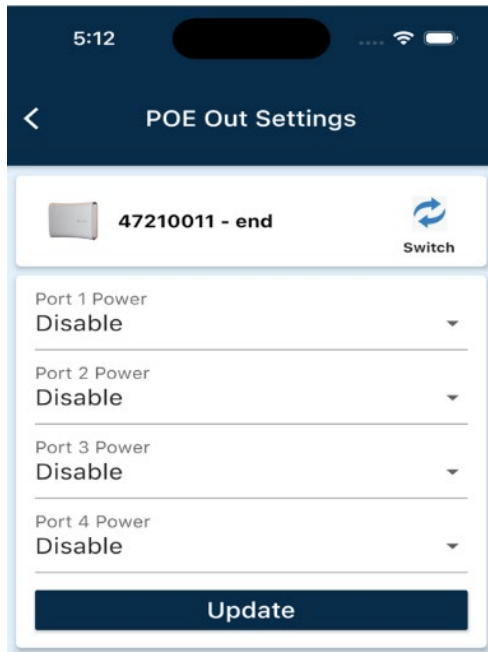 5:12
POE Out Settings
47210011 - end
Switch
Port 1 Power
Disable
Port 2 Power
Disable
Port 3 Power
Disable
Port 4 Power
Disable
Update